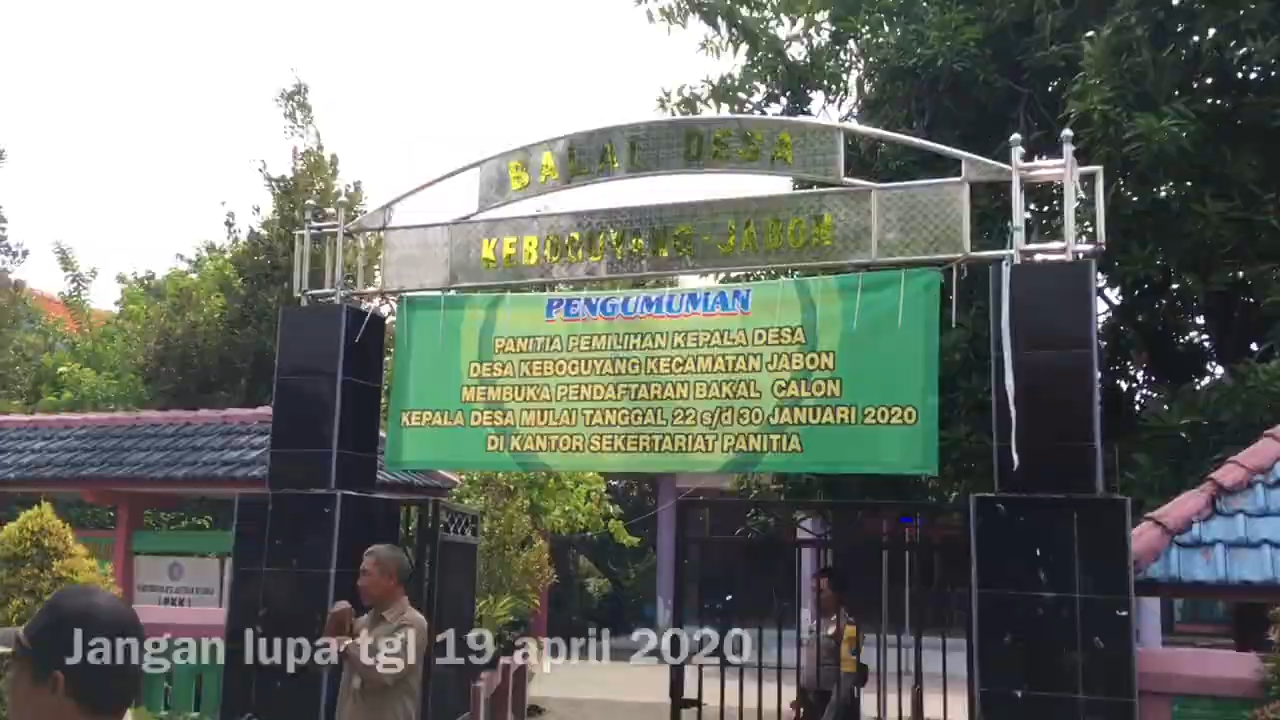 BALAI DESA
KEBOGUYANG-JABON
PENGUMUMAN
PANITIA PEMILIHAN KEPALA DESA
DESA KEBOGUYANG KECAMATAN JABON
MEMBUKA PENDAFTARAN BAKAL CALON
KEPALA DESA MULAI TANGGAL 22 s/d 30 JANUARI 2020
DI KANTOR SEKERTARIAT PANITIA
(PKK)
Jangan lupa tgl 19 april 2020